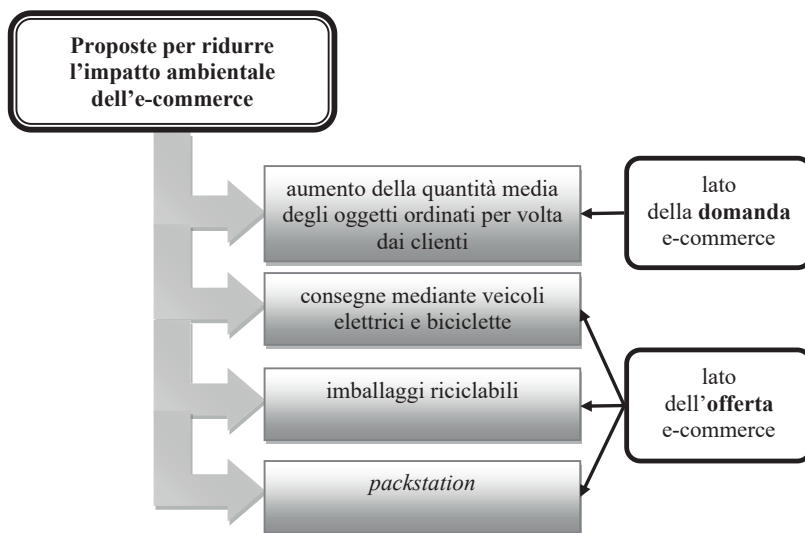 Proposte per ridurre
l’impatto ambientale
dell’e-commerce
aumento della quantità media
degli oggetti ordinati per volta
dai clienti
lato
della domanda
e-commerce
consegne mediante veicoli
elettrici e biciclette
imballaggi riciclabili
lato
dell’offerta
e-commerce
packstation